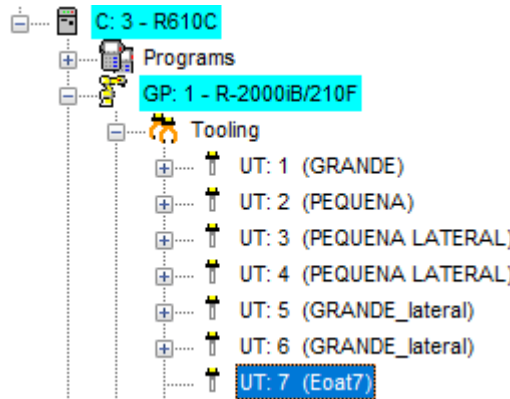 C: 3 - R610C
Programs
GP: 1 - R-2000iB/210F
Tooling
UT: 1 (GRANDE)
UT: 2 (PEQUENA)
UT: 3 (PEQUENA LATERAL)
UT: 4 (PEQUENA LATERAL)
UT: 5 (GRANDE_lateral)
UT: 6 (GRANDE_lateral)
UT: 7 (Eoat7)